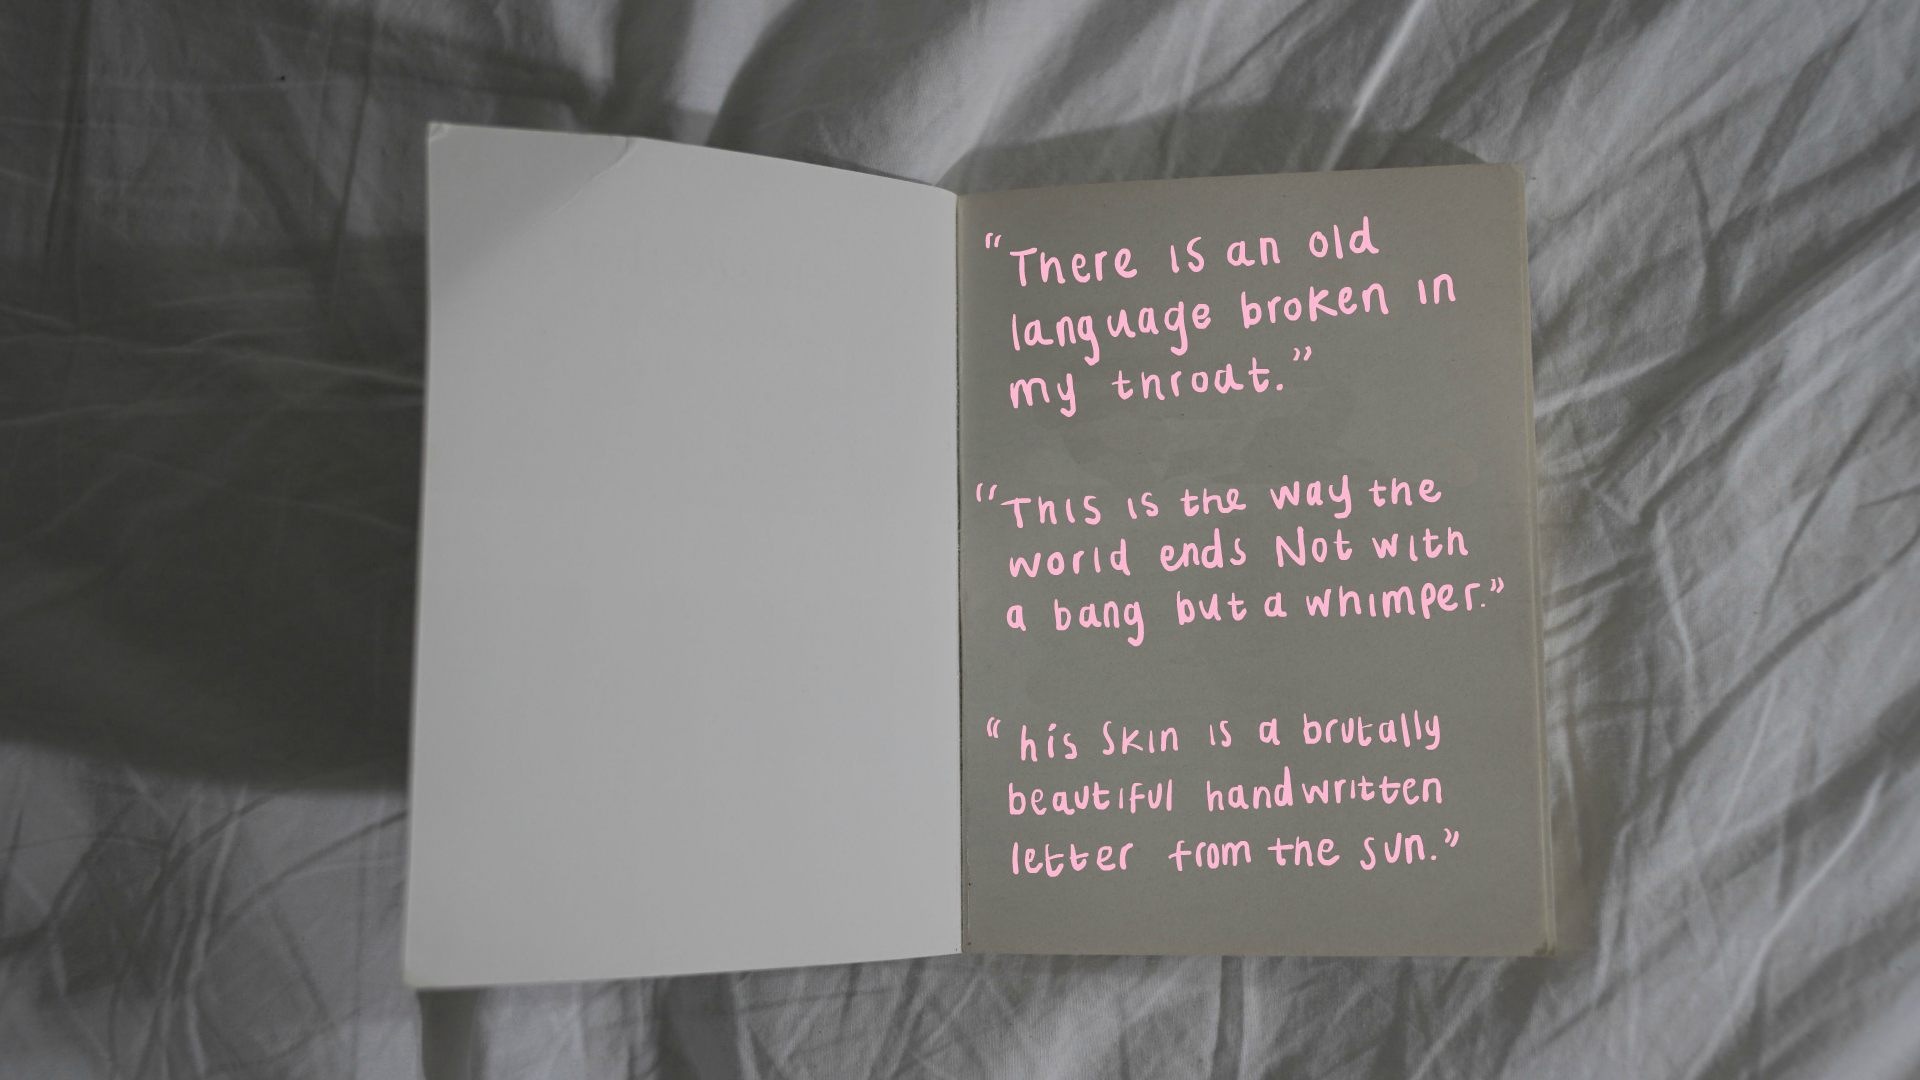 “There is an old
language broken in
my throat.”
“This is the way the
world ends Not with
a bang but a whimper.”
“his skin is a brutally
beautiful handwritten
letter from the sun.”